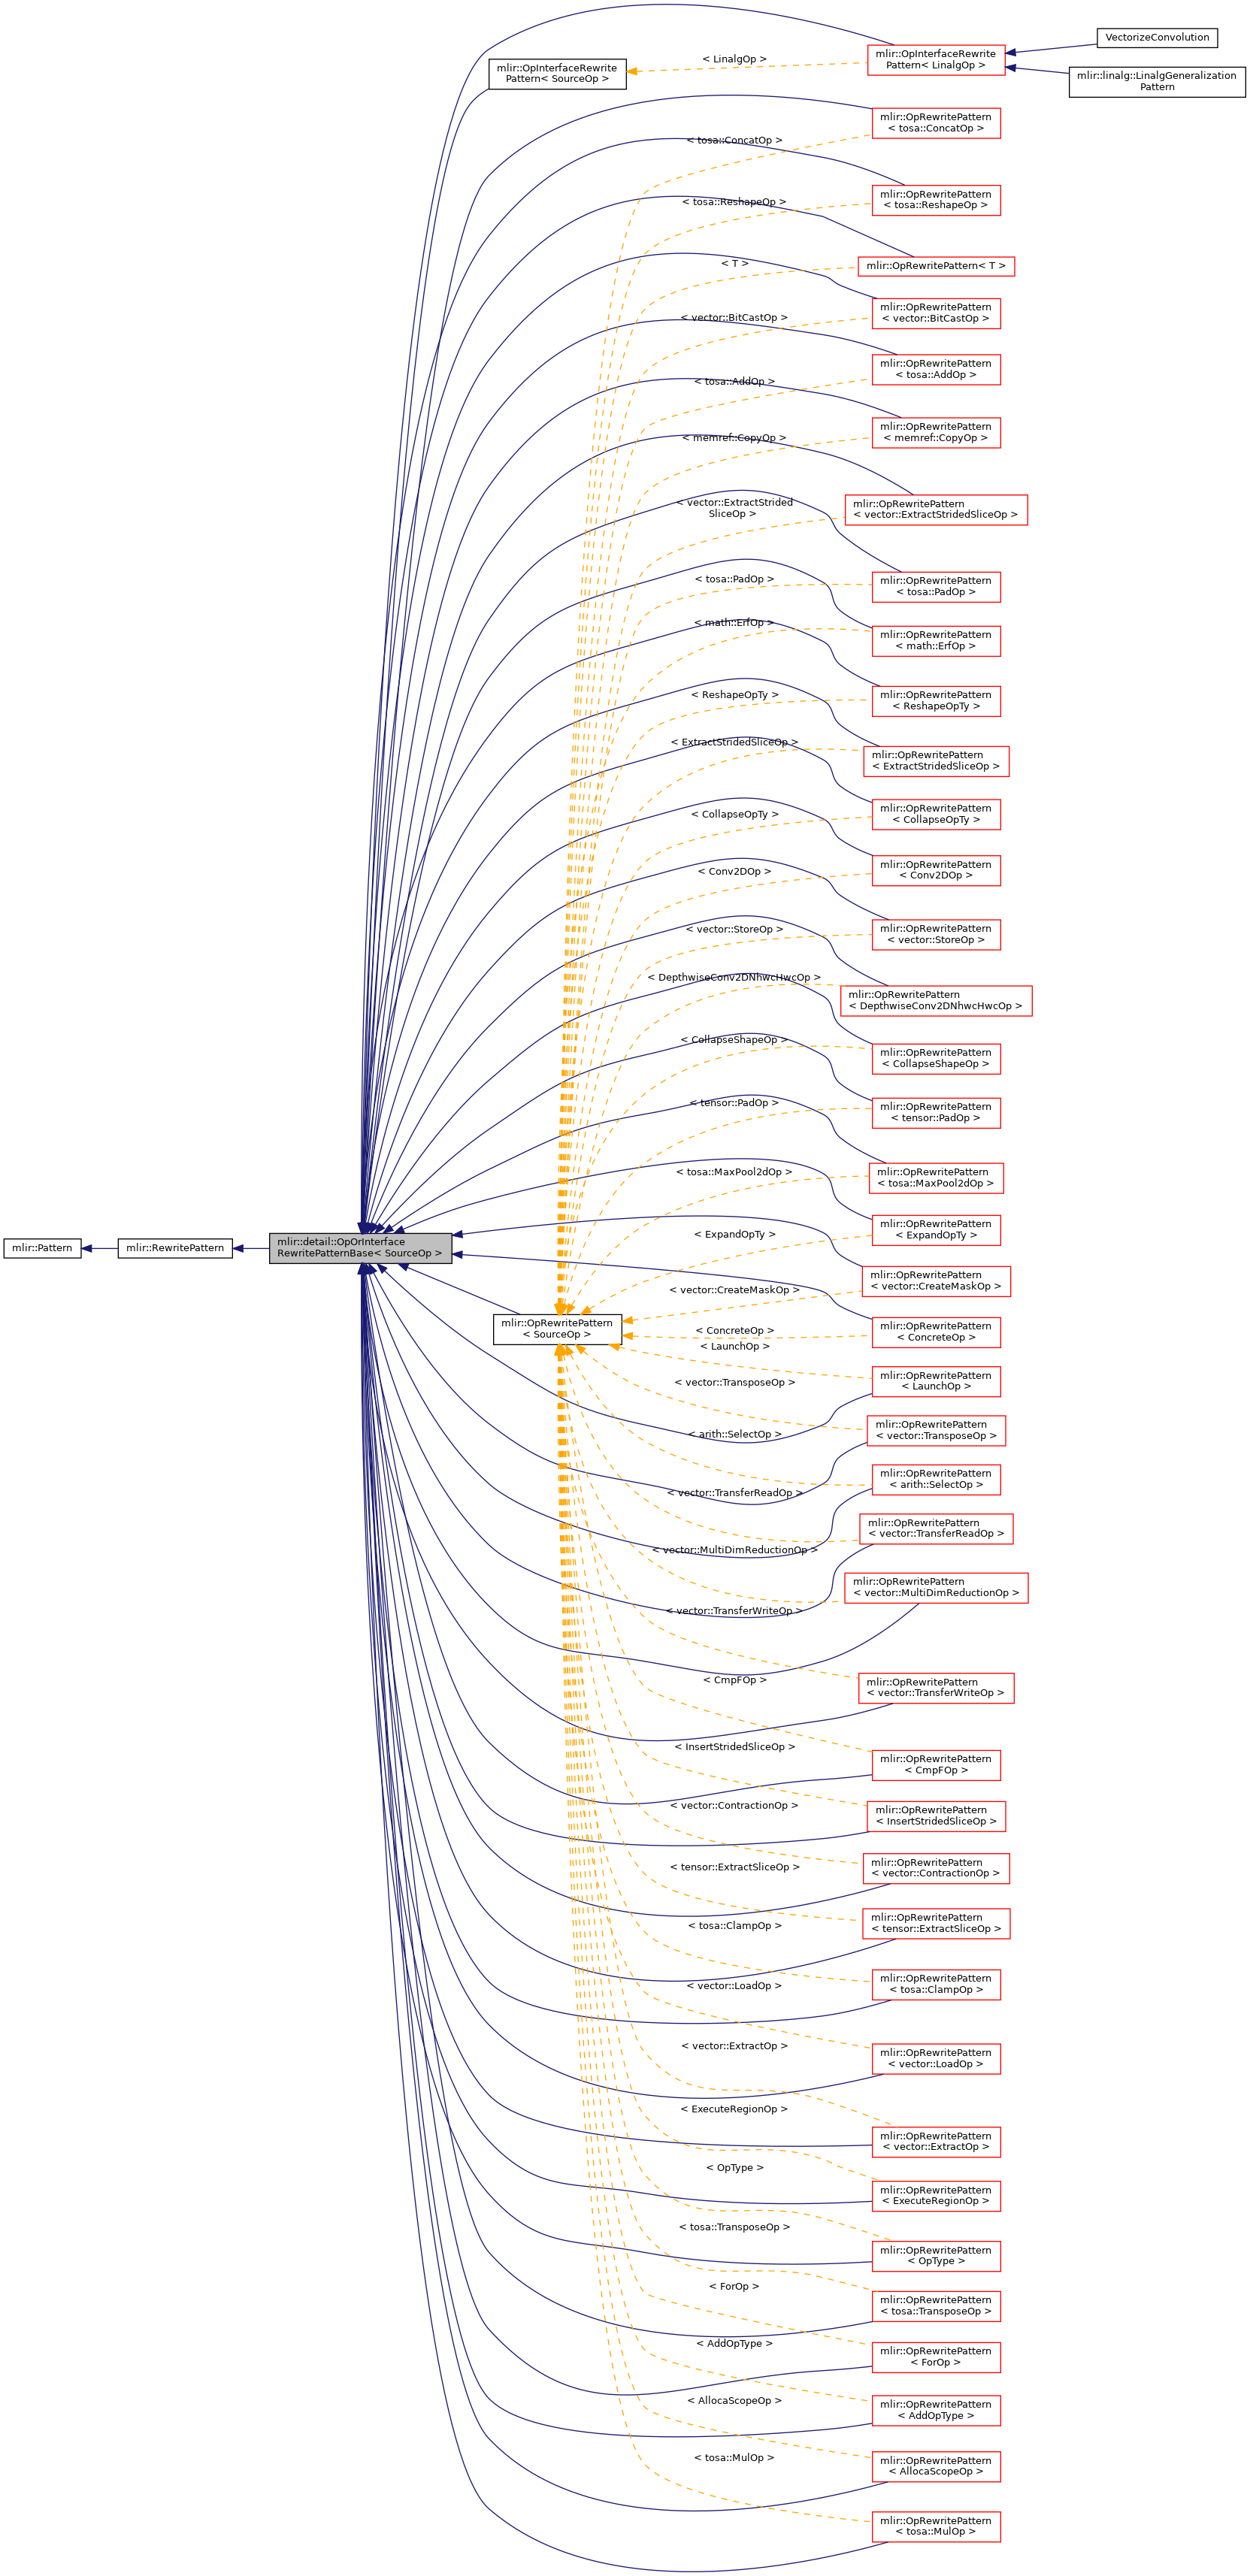 VectorizeConvolution
mlir::OpInterfaceRewrite
Pattern< LinalgOp >
< LinalgOp >
mlir::OpInterfaceRewrite
Pattern< SourceOp >
mlir::linalg::LinalgGeneralization
Pattern
mlir::OpRewritePattern
< tosa::ConcatOp >
< tosa::ConcatOp >
mlir::OpRewritePattern
< tosa::ReshapeOp >
< tosa::ReshapeOp >
< T >
mlir::OpRewritePattern< T >
mlir::OpRewritePattern
< vector::BitCastOp >
< vector::BitCastOp >
mlir::OpRewritePattern
< tosa::AddOp >
< tosa::AddOp >
mlir::OpRewritePattern
< memref::CopyOp >
< memref::CopyOp >
< vector::ExtractStrided
SliceOp >
mlir::OpRewritePattern
< vector::ExtractStridedSliceOp >
< tosa::PadOp >
mlir::OpRewritePattern
< tosa::PadOp >
< math::ErfOp >
mlir::OpRewritePattern
< math::ErfOp >
< ReshapeOpTy >
mlir::OpRewritePattern
< ReshapeOpTy >
< ExtractStridedSliceOp >
mlir::OpRewritePattern
< ExtractStridedSliceOp >
< CollapseOpTy >
mlir::OpRewritePattern
< CollapseOpTy >
< Conv2DOp >
mlir::OpRewritePattern
< Conv2DOp >
< vector::StoreOp >
mlir::OpRewritePattern
< vector::StoreOp >
< DepthwiseConv2DNhwcHwcOp >
mlir::OpRewritePattern
< DepthwiseConv2DNhwcHwcOp >
< CollapseShapeOp >
mlir::OpRewritePattern
< CollapseShapeOp >
< tensor::PadOp >
mlir::OpRewritePattern
< tensor::PadOp >
< tosa::MaxPool2dOp >
mlir::OpRewritePattern
< tosa::MaxPool2dOp >
< ExpandOpTy >
mlir::OpRewritePattern
< ExpandOpTy >
mlir::Pattern
mlir::RewritePattern
mlir::detail::OpOrInterface
RewritePatternBase< SourceOp >
< vector::CreateMaskOp >
mlir::OpRewritePattern
< vector::CreateMaskOp >
mlir::OpRewritePattern
< SourceOp >
< ConcreteOp >
mlir::OpRewritePattern
< ConcreteOp >
< LaunchOp >
mlir::OpRewritePattern
< LaunchOp >
< vector::TransposeOp >
mlir::OpRewritePattern
< vector::TransposeOp >
< arith::SelectOp >
mlir::OpRewritePattern
< arith::SelectOp >
< vector::TransferReadOp >
mlir::OpRewritePattern
< vector::TransferReadOp >
< vector::MultiDimReductionOp >
mlir::OpRewritePattern
< vector::MultiDimReductionOp >
< vector::TransferWriteOp >
mlir::OpRewritePattern
< vector::TransferWriteOp >
< CmpFOp >
mlir::OpRewritePattern
< CmpFOp >
< InsertStridedSliceOp >
mlir::OpRewritePattern
< InsertStridedSliceOp >
< vector::ContractionOp >
mlir::OpRewritePattern
< vector::ContractionOp >
< tensor::ExtractSliceOp >
mlir::OpRewritePattern
< tensor::ExtractSliceOp >
< tosa::ClampOp >
mlir::OpRewritePattern
< tosa::ClampOp >
< vector::LoadOp >
mlir::OpRewritePattern
< vector::LoadOp >
< vector::ExtractOp >
mlir::OpRewritePattern
< vector::ExtractOp >
< ExecuteRegionOp >
mlir::OpRewritePattern
< ExecuteRegionOp >
< OpType >
mlir::OpRewritePattern
< OpType >
< tosa::TransposeOp >
mlir::OpRewritePattern
< tosa::TransposeOp >
< ForOp >
mlir::OpRewritePattern
< ForOp >
< AddOpType >
mlir::OpRewritePattern
< AddOpType >
< AllocaScopeOp >
mlir::OpRewritePattern
< AllocaScopeOp >
< tosa::MulOp >
mlir::OpRewritePattern
< tosa::MulOp >